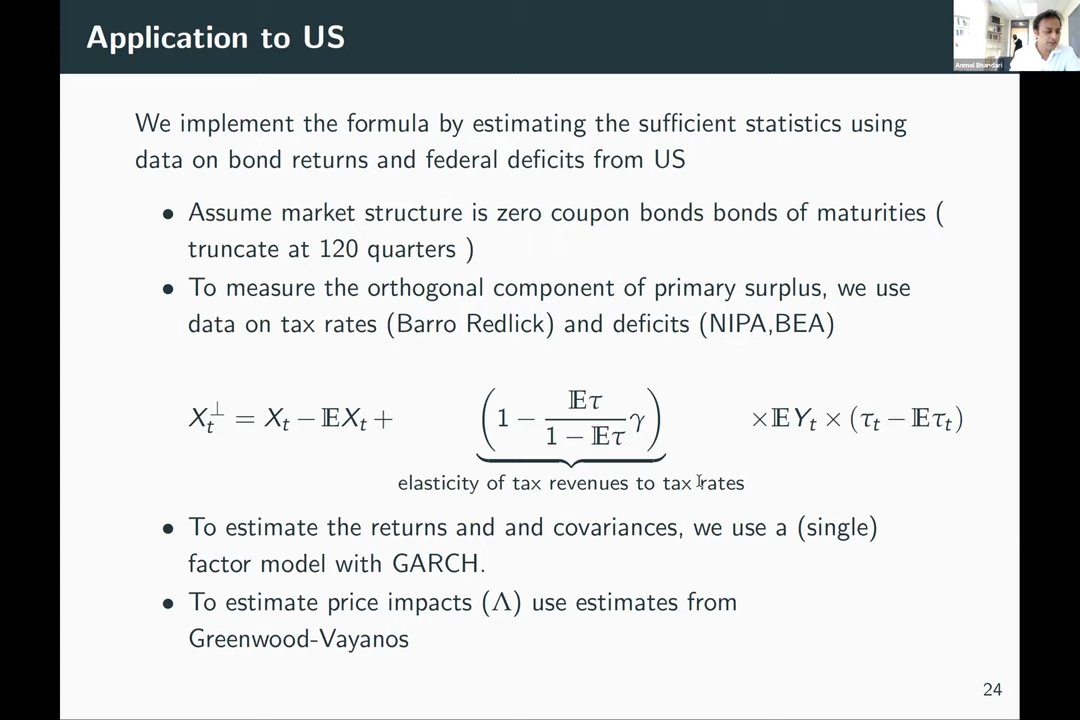 Application to US
Anmol Bhandari
We implement the formula by estimating the sufficient statistics using
data on bond returns and federal deficits from US
• Assume market structure is zero coupon bonds bonds of maturities (
truncate at 120 quarters )
• To measure the orthogonal component of primary surplus, we use
data on tax rates (Barro Redlick) and deficits (NIPA,BEA)
X_t^⊥ = X_t − 𝔼X_t + (1 − 𝔼τ / (1 − 𝔼τ) γ) × 𝔼Y_t × (τ_t − 𝔼τ_t)
elasticity of tax revenues to tax rates
• To estimate the returns and and covariances, we use a (single)
factor model with GARCH.
• To estimate price impacts (Λ) use estimates from
Greenwood-Vayanos
24